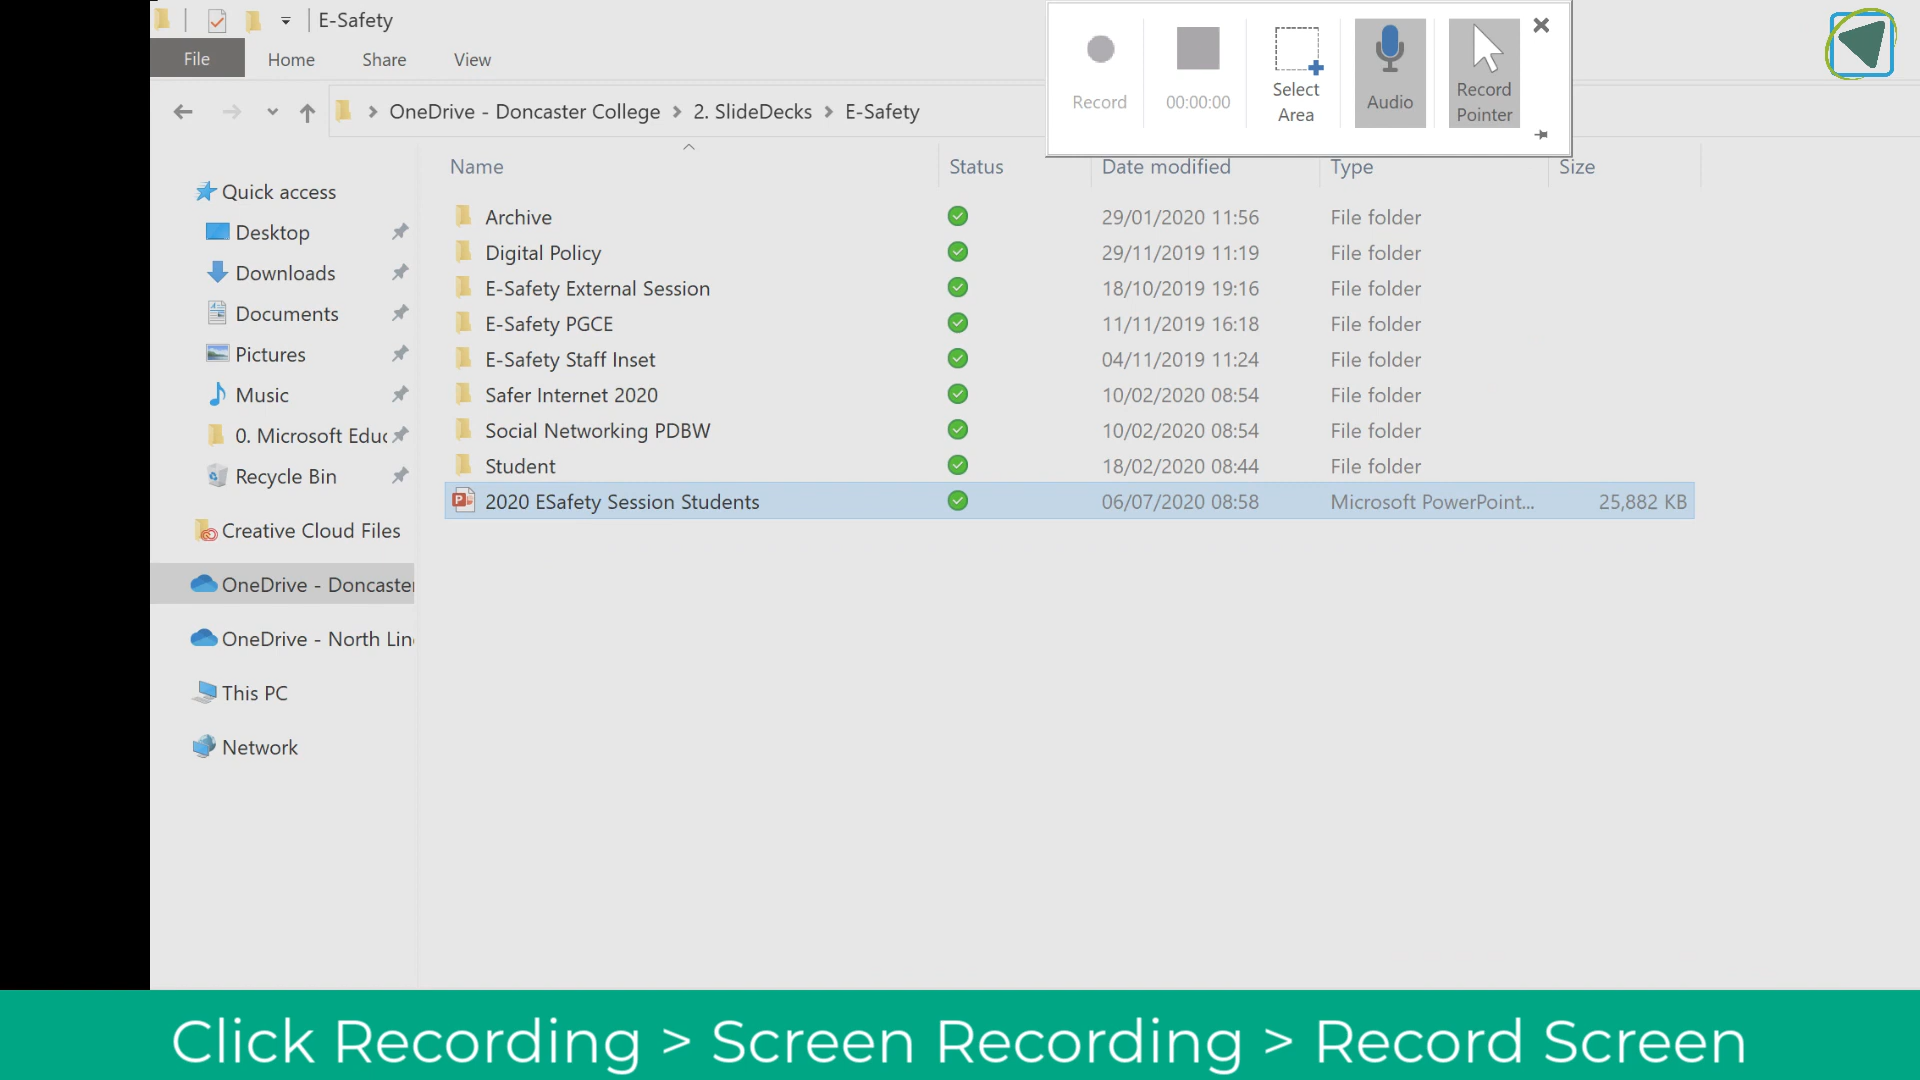 E-Safety
File Home Share View
OneDrive - Doncaster College > 2. SlideDecks > E-Safety
Record
00:00:00
Select Area
Audio
Record Pointer
Name Status Date modified Type Size
Quick access
Desktop
Downloads
Documents
Pictures
Music
0. Microsoft Educ
Recycle Bin
Creative Cloud Files
OneDrive - Doncaster
OneDrive - North Lin
This PC
Network
Archive 29/01/2020 11:56 File folder
Digital Policy 29/11/2019 11:19 File folder
E-Safety External Session 18/10/2019 19:16 File folder
E-Safety PGCE 11/11/2019 16:18 File folder
E-Safety Staff Inset 04/11/2019 11:24 File folder
Safer Internet 2020 10/02/2020 08:54 File folder
Social Networking PDBW 10/02/2020 08:54 File folder
Student 18/02/2020 08:44 File folder
2020 ESafety Session Students 06/07/2020 08:58 Microsoft PowerPoint... 25,882 KB
Click Recording > Screen Recording > Record Screen